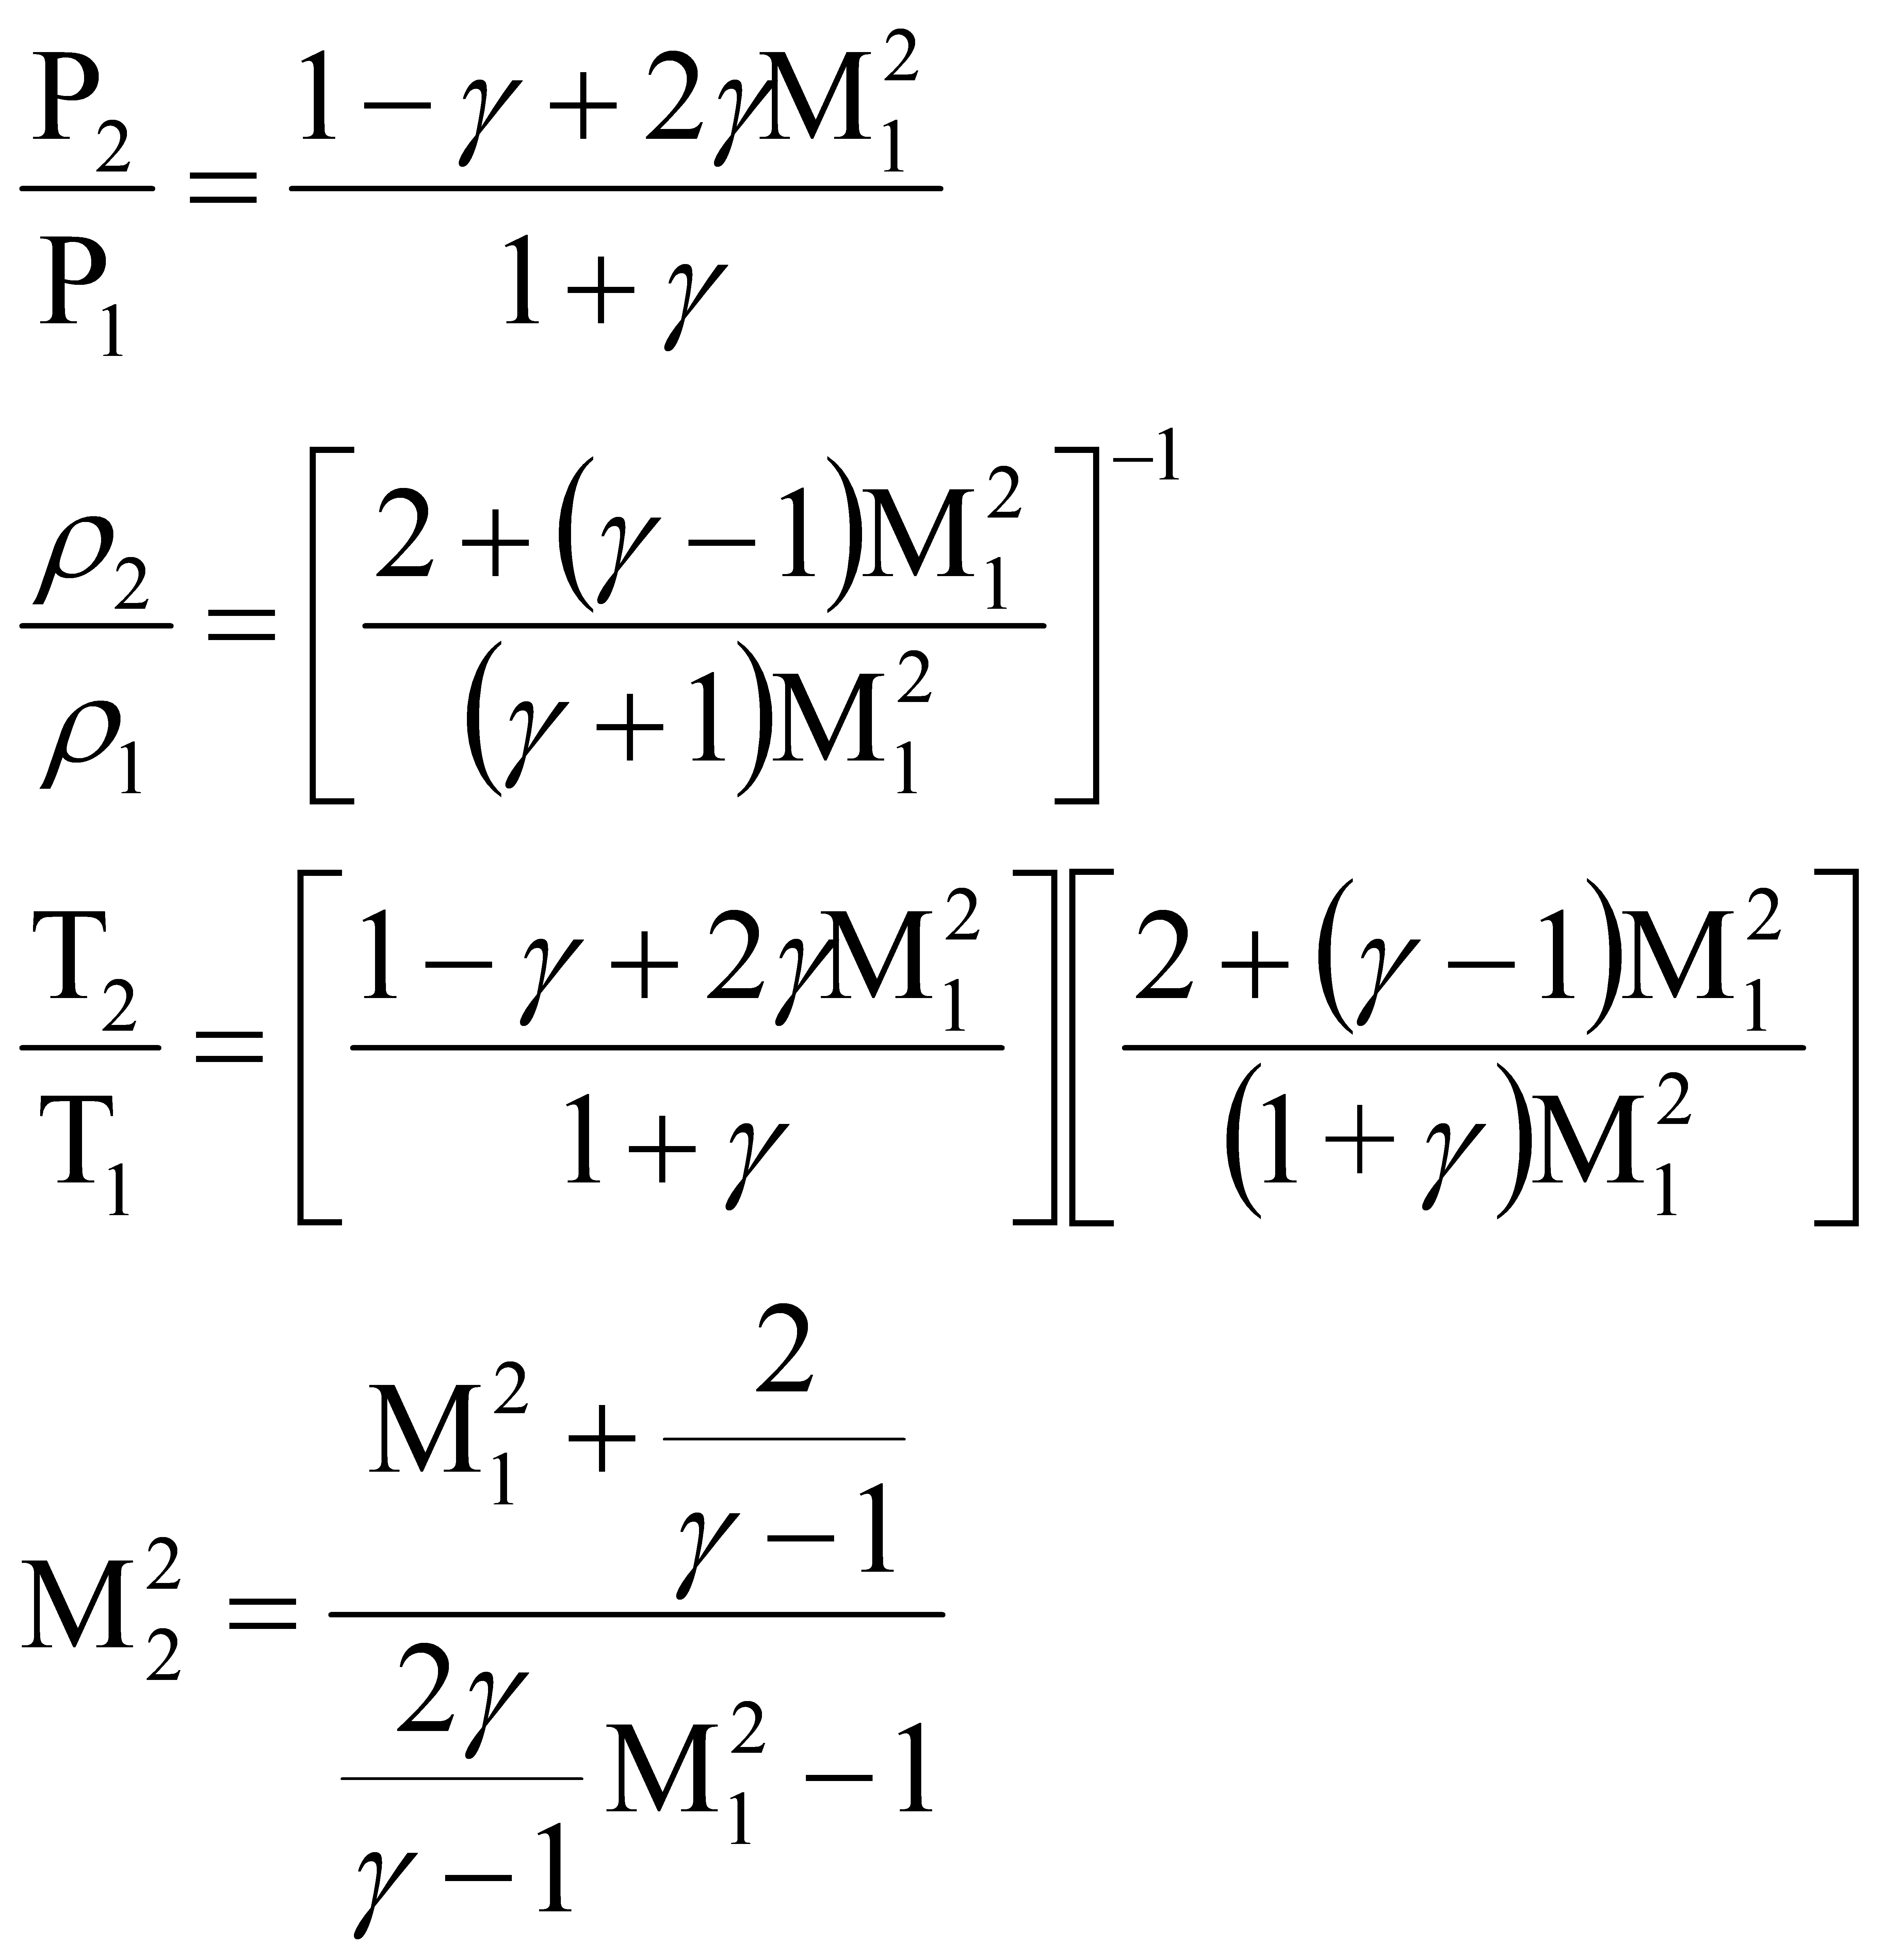 P₂/P₁ = (1 − γ + 2γM₁²)/(1 + γ)
ρ₂/ρ₁ = [(2 + (γ − 1)M₁²)/((γ + 1)M₁²)]⁻¹
T₂/T₁ = [(1 − γ + 2γM₁²)/(1 + γ)][(2 + (γ − 1)M₁²)/((1 + γ)M₁²)]
M₂² = (M₁² + 2/(γ − 1))/((2γ/(γ − 1))M₁² − 1)